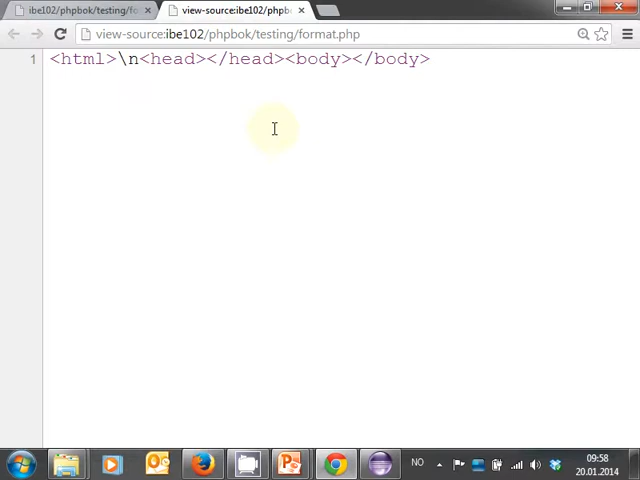 ibe102/phpbok/testing/fo
view-source:ibe102/phpb
view-source:ibe102/phpbok/testing/format.php
1 <html>\n<head></head><body></body>
NO
09:58
20.01.2014